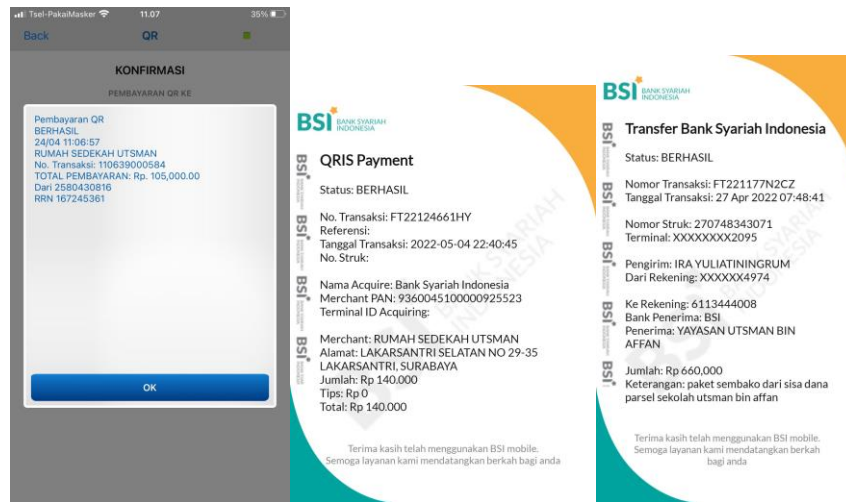 Tsel-PakaiMasker 11.07 35%
Back QR
KONFIRMASI
PEMBAYARAN QR KE
Pembayaran QR
BERHASIL
24/04 11:06:57
RUMAH SEDEKAH UTSMAN
No. Transaksi: 110639000584
TOTAL PEMBAYARAN: Rp. 105,000.00
Dari 2580430816
RRN 167245361
OK
BSI BANK SYARIAH
INDONESIA
QRIS Payment
Status: BERHASIL
No. Transaksi: FT22124661HY
Referensi:
Tanggal Transaksi: 2022-05-04 22:40:45
No. Struk:
Nama Acquire: Bank Syariah Indonesia
Merchant PAN: 9360045100000925523
Terminal ID Acquiring:
Merchant: RUMAH SEDEKAH UTSMAN
Alamat: LAKARSANTRI SELATAN NO 29-35
LAKARSANTRI, SURABAYA
Jumlah: Rp 140.000
Tips: Rp 0
Total: Rp 140.000
Terima kasih telah menggunakan BSI mobile.
Semoga layanan kami mendatangkan berkah bagi anda
BSI BANK SYARIAH
INDONESIA
Transfer Bank Syariah Indonesia
Status: BERHASIL
Nomor Transaksi: FT221177N2CZ
Tanggal Transaksi: 27 Apr 2022 07:48:41
Nomor Struk: 270748343071
Terminal: XXXXXXXX2095
Pengirim: IRA YULIATININGRUM
Dari Rekening: XXXXXX4974
Ke Rekening: 6113444008
Bank Penerima: BSI
Penerima: YAYASAN UTSMAN BIN
AFFAN
Jumlah: Rp 660,000
Keterangan: paket sembako dari sisa dana
parsel sekolah utsman bin affan
Terima kasih telah menggunakan BSI mobile.
Semoga layanan kami mendatangkan berkah
bagi anda